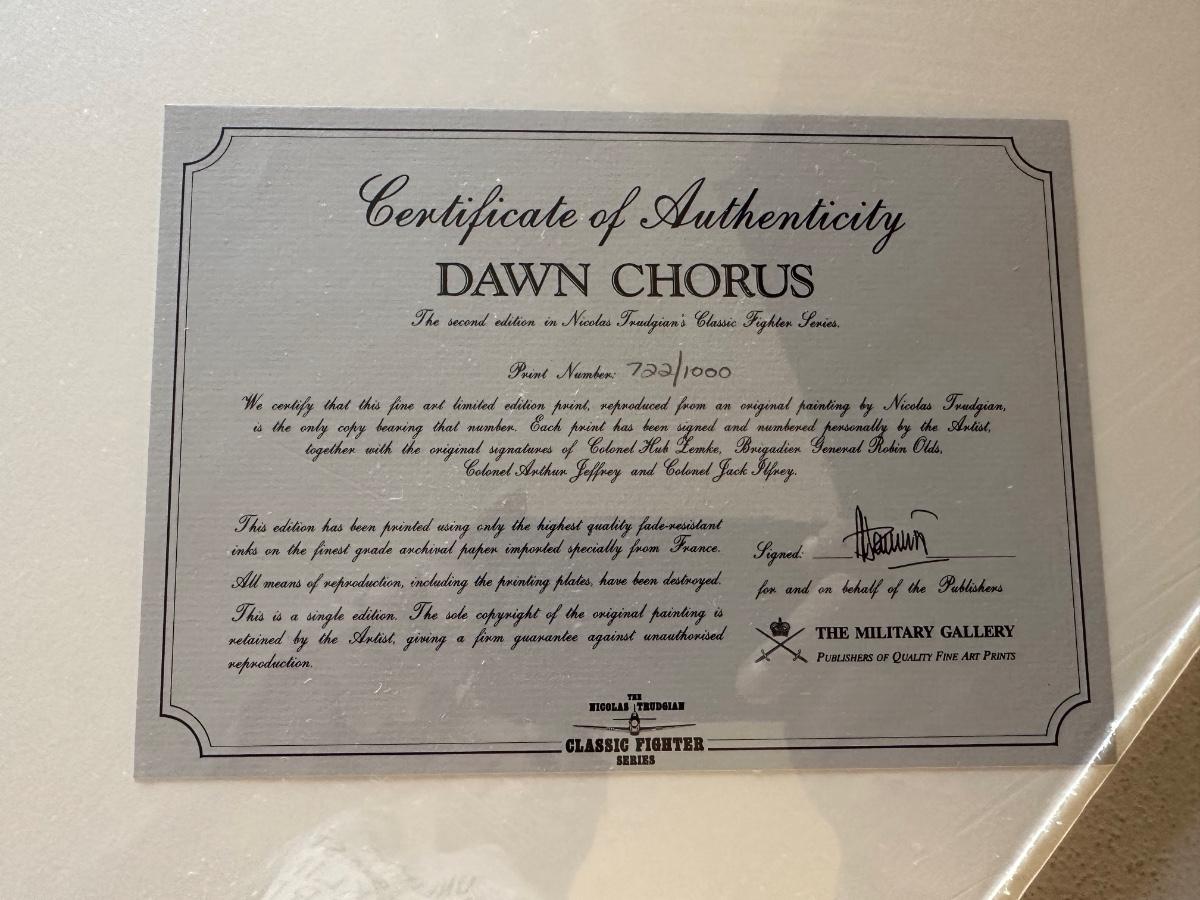 Certificate of Authenticity
DAWN CHORUS
The second edition in Nicolas Trudgian's Classic Fighter Series.
Print Number: 722/1000
We certify that this fine art limited edition print, reproduced from an original painting by Nicolas Trudgian,
is the only copy bearing that number. Each print has been signed and numbered personally by the Artist,
together with the original signatures of Colonel Hub Zemke, Brigadier General Robin Olds,
Colonel Arthur Jeffrey and Colonel Jack Ilfrey.
This edition has been printed using only the highest quality fade-resistant
inks on the finest grade archival paper imported specially from France.
All means of reproduction, including the printing plates, have been destroyed.
This is a single edition. The sole copyright of the original painting is
retained by the Artist, giving a firm guarantee against unauthorised
reproduction.
Signed:
for and on behalf of the Publishers
THE MILITARY GALLERY
PUBLISHERS OF QUALITY FINE ART PRINTS
THE
NICOLAS TRUDGIAN
CLASSIC FIGHTER
SERIES